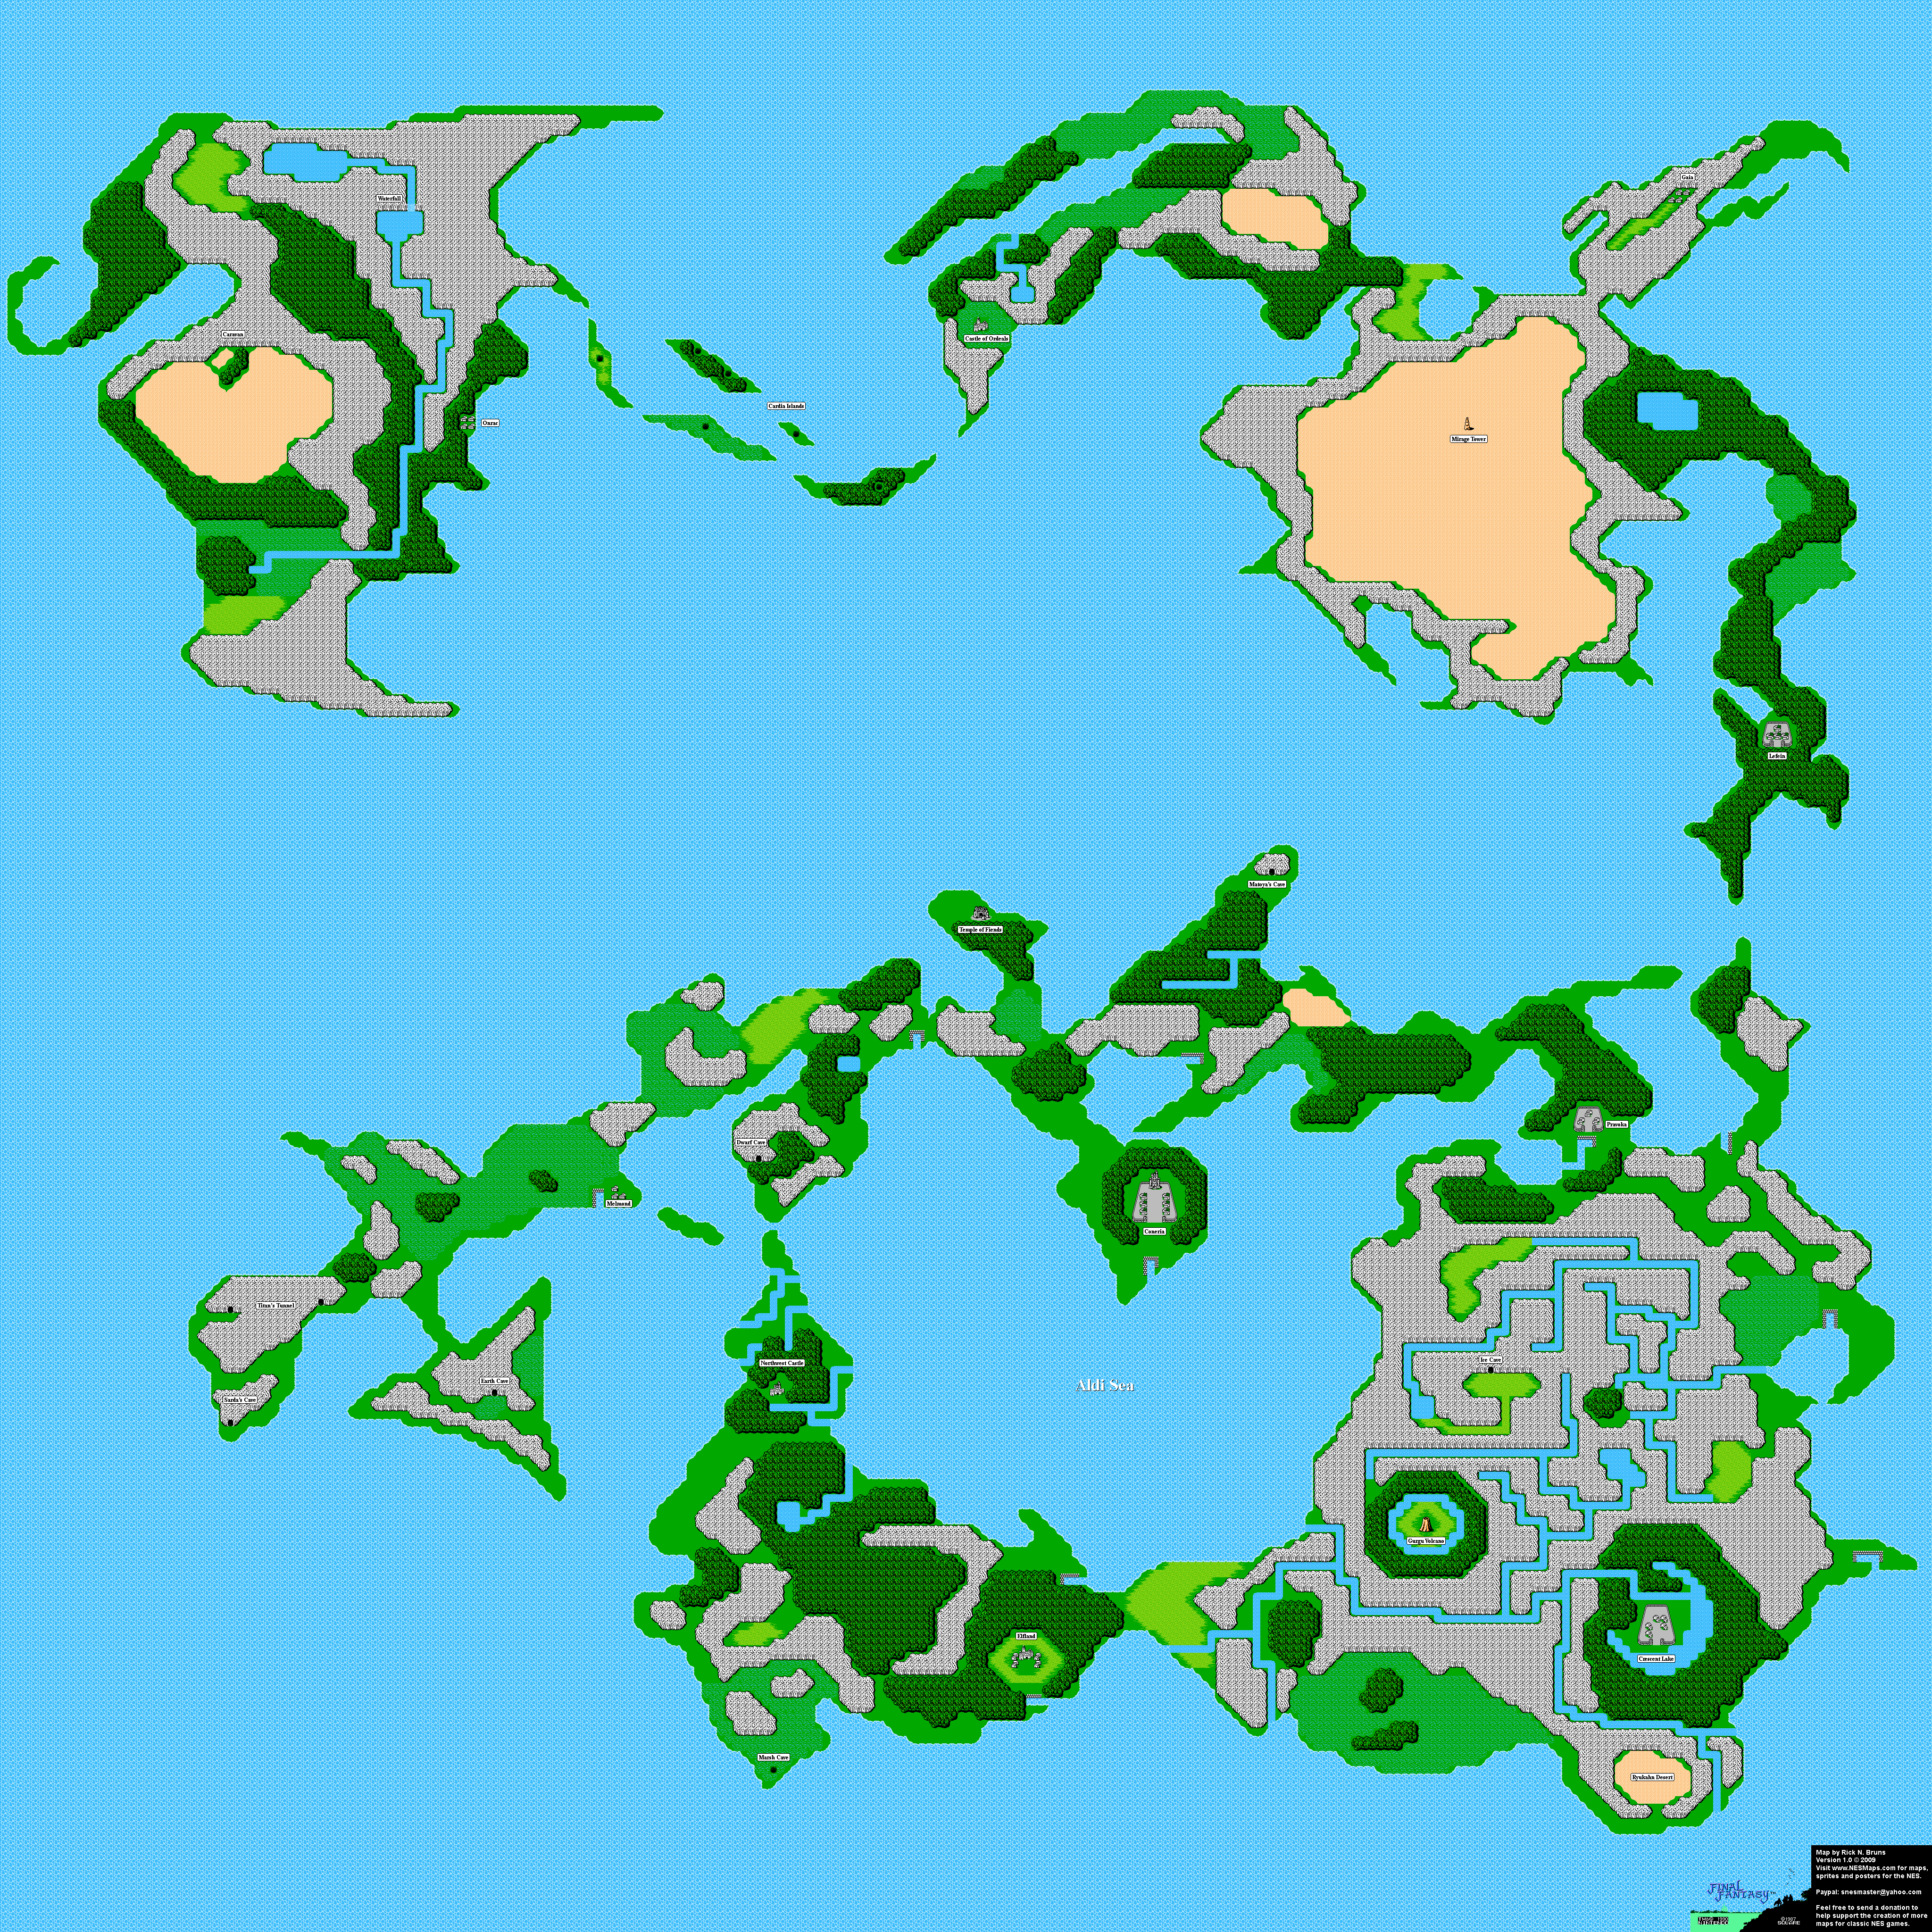 Gaia
Waterfall
Caravan
Castle of Ordeals
Cardia Islands
Onrac
Mirage Tower
Lefein
Matoya's Cave
Temple of Fiends
Pravoka
Dwarf Cave
Melmond
Coneria
Titan's Tunnel
Northwest Castle
Ice Cave
Earth Cave
Aldi Sea
Sarda's Cave
Gurgu Volcano
Elfland
Crescent Lake
Marsh Cave
Ryukahn Desert
Map by Rick N. Bruns
Version 1.0 © 2009
Visit www.NESMaps.com for maps,
sprites and posters for the NES.
Paypal: snesmaster@yahoo.com
Feel free to send a donation to
help support the creation of more
maps for classic NES games.
FINAL
FANTASY™
©1987
SQUARE